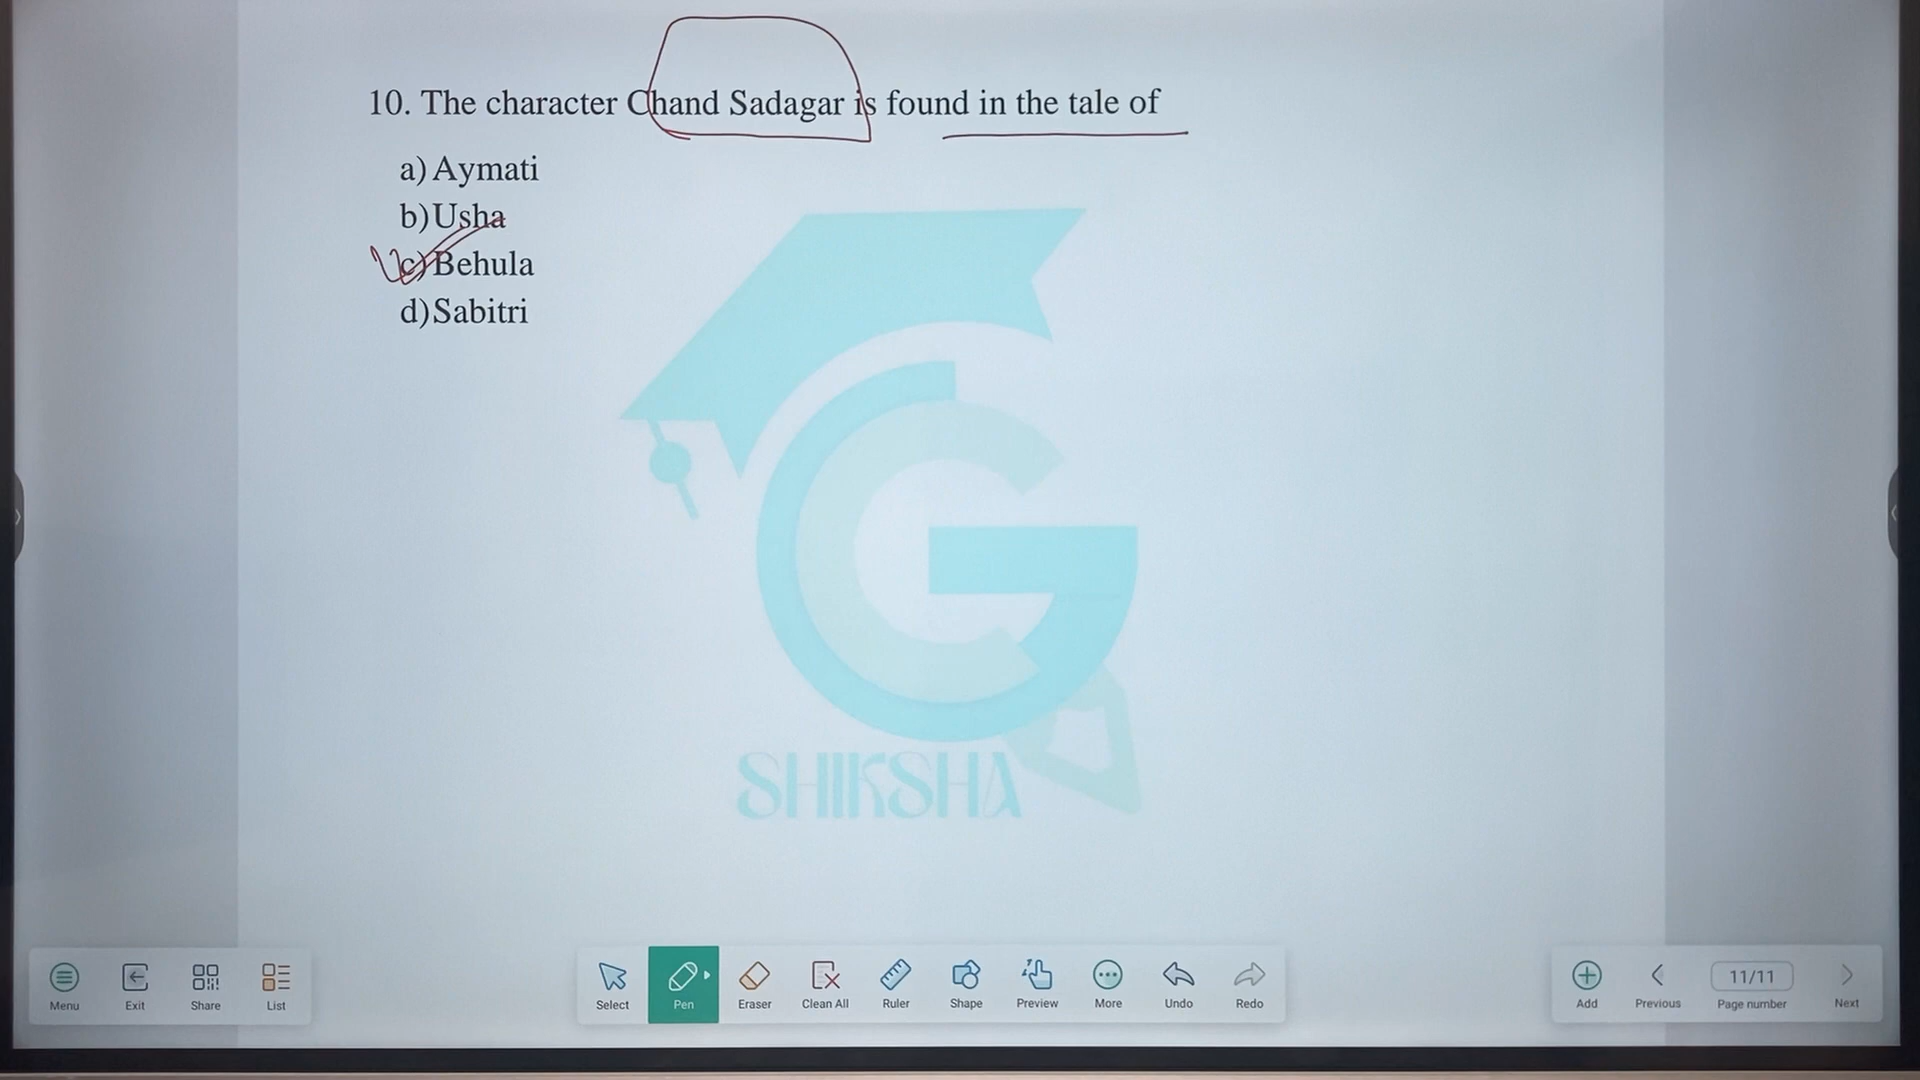 10. The character Chand Sadagar is found in the tale of
a) Aymati
b) Usha
c) Behula
d) Sabitri
SHIKSHA
Menu
Exit
Share
List
Select
Pen
Eraser
Clean All
Ruler
Shape
Preview
More
Undo
Redo
Add
Previous
11/11
Page number
Next